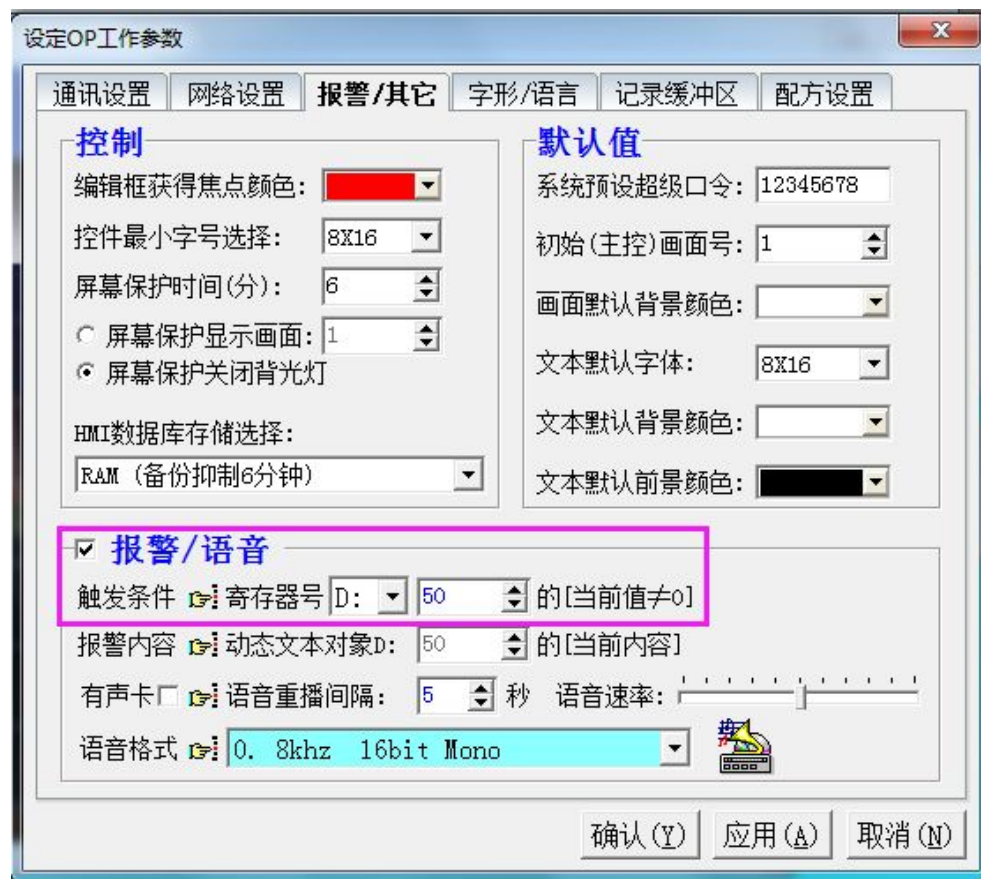 设定OP工作参数
通讯设置 网络设置 报警/其它 字形/语言 记录缓冲区 配方设置
控制
编辑框获得焦点颜色:
控件最小字号选择: 8X16
屏幕保护时间(分): 6
屏幕保护显示画面: 1
屏幕保护关闭背光灯
HMI数据库存储选择:
RAM (备份抑制6分钟)
默认值
系统预设超级口令: 12345678
初始(主控)画面号: 1
画面默认背景颜色:
文本默认字体: 8X16
文本默认背景颜色:
文本默认前景颜色:
报警/语音
触发条件 寄存器号 D: 50 的[当前值≠0]
报警内容 动态文本对象D: 50 的[当前内容]
有声卡 语音重播间隔: 5 秒 语音速率:
语音格式 0. 8khz 16bit Mono
确认(Y) 应用(A) 取消(N)